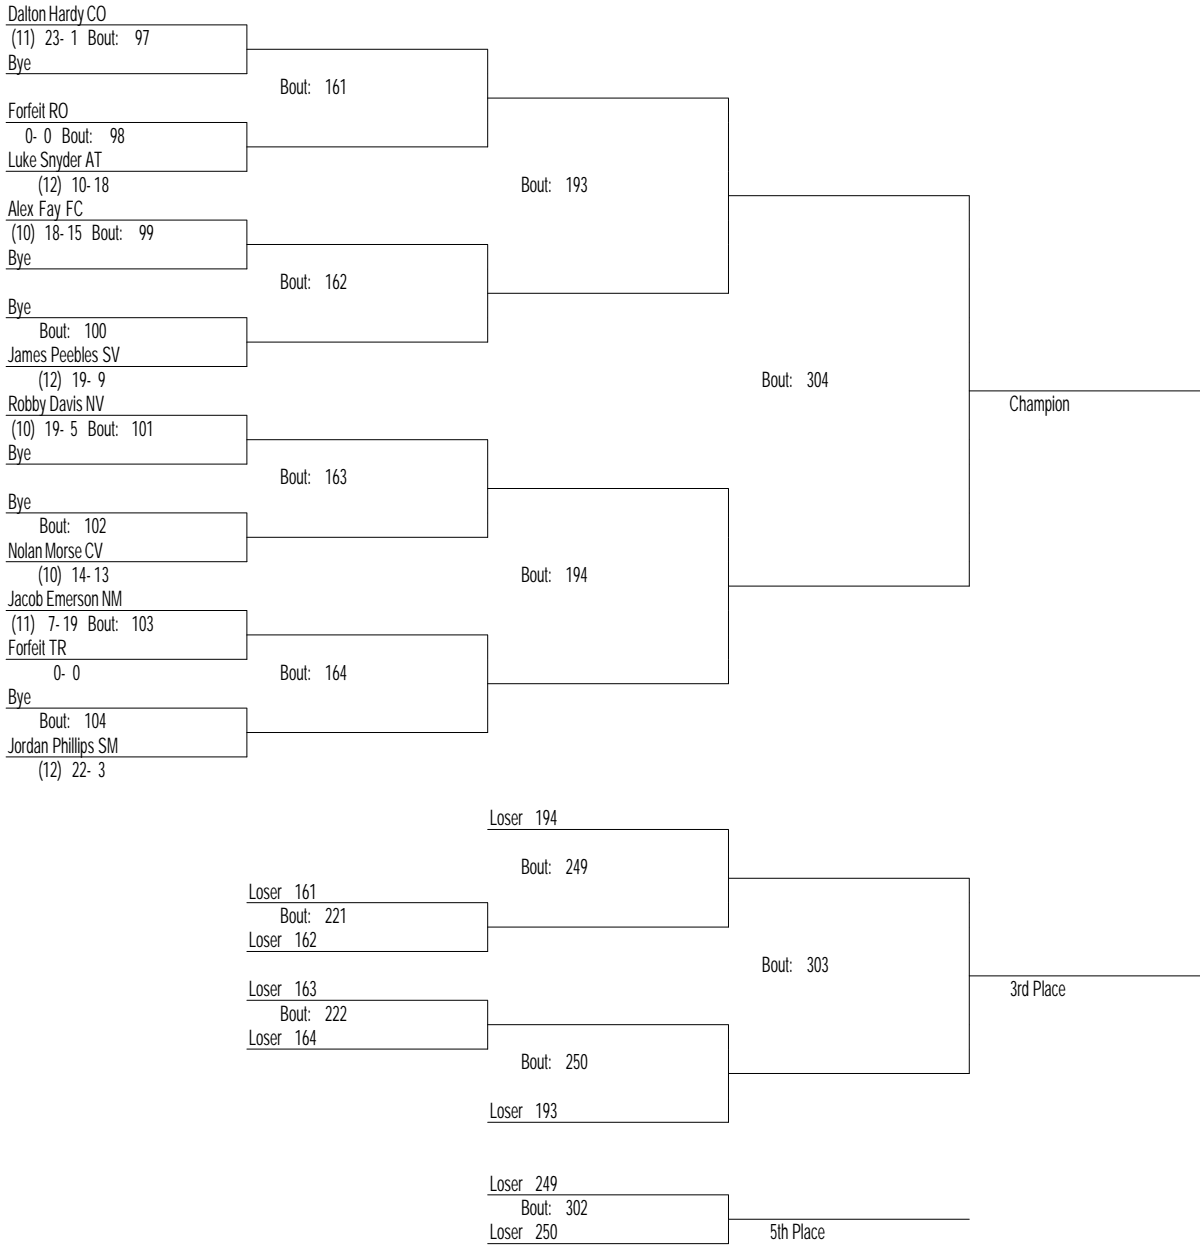 Dalton Hardy CO
(11) 23- 1 Bout: 97
Bye
Bout: 161
Forfeit RO
0- 0 Bout: 98
Luke Snyder AT
(12) 10-18
Bout: 193
Alex Fay FC
(10) 18-15 Bout: 99
Bye
Bout: 162
Bye
Bout: 100
James Peebles SV
(12) 19- 9
Bout: 304
Robby Davis NV
Champion
(10) 19- 5 Bout: 101
Bye
Bout: 163
Bye
Bout: 102
Nolan Morse CV
(10) 14-13
Bout: 194
Jacob Emerson NM
(11) 7-19 Bout: 103
Forfeit TR
0- 0
Bout: 164
Bye
Bout: 104
Jordan Phillips SM
(12) 22- 3
Loser 194
Bout: 249
Loser 161
Bout: 221
Loser 162
Bout: 303
Loser 163
3rd Place
Bout: 222
Loser 164
Bout: 250
Loser 193
Loser 249
Bout: 302
Loser 250
5th Place